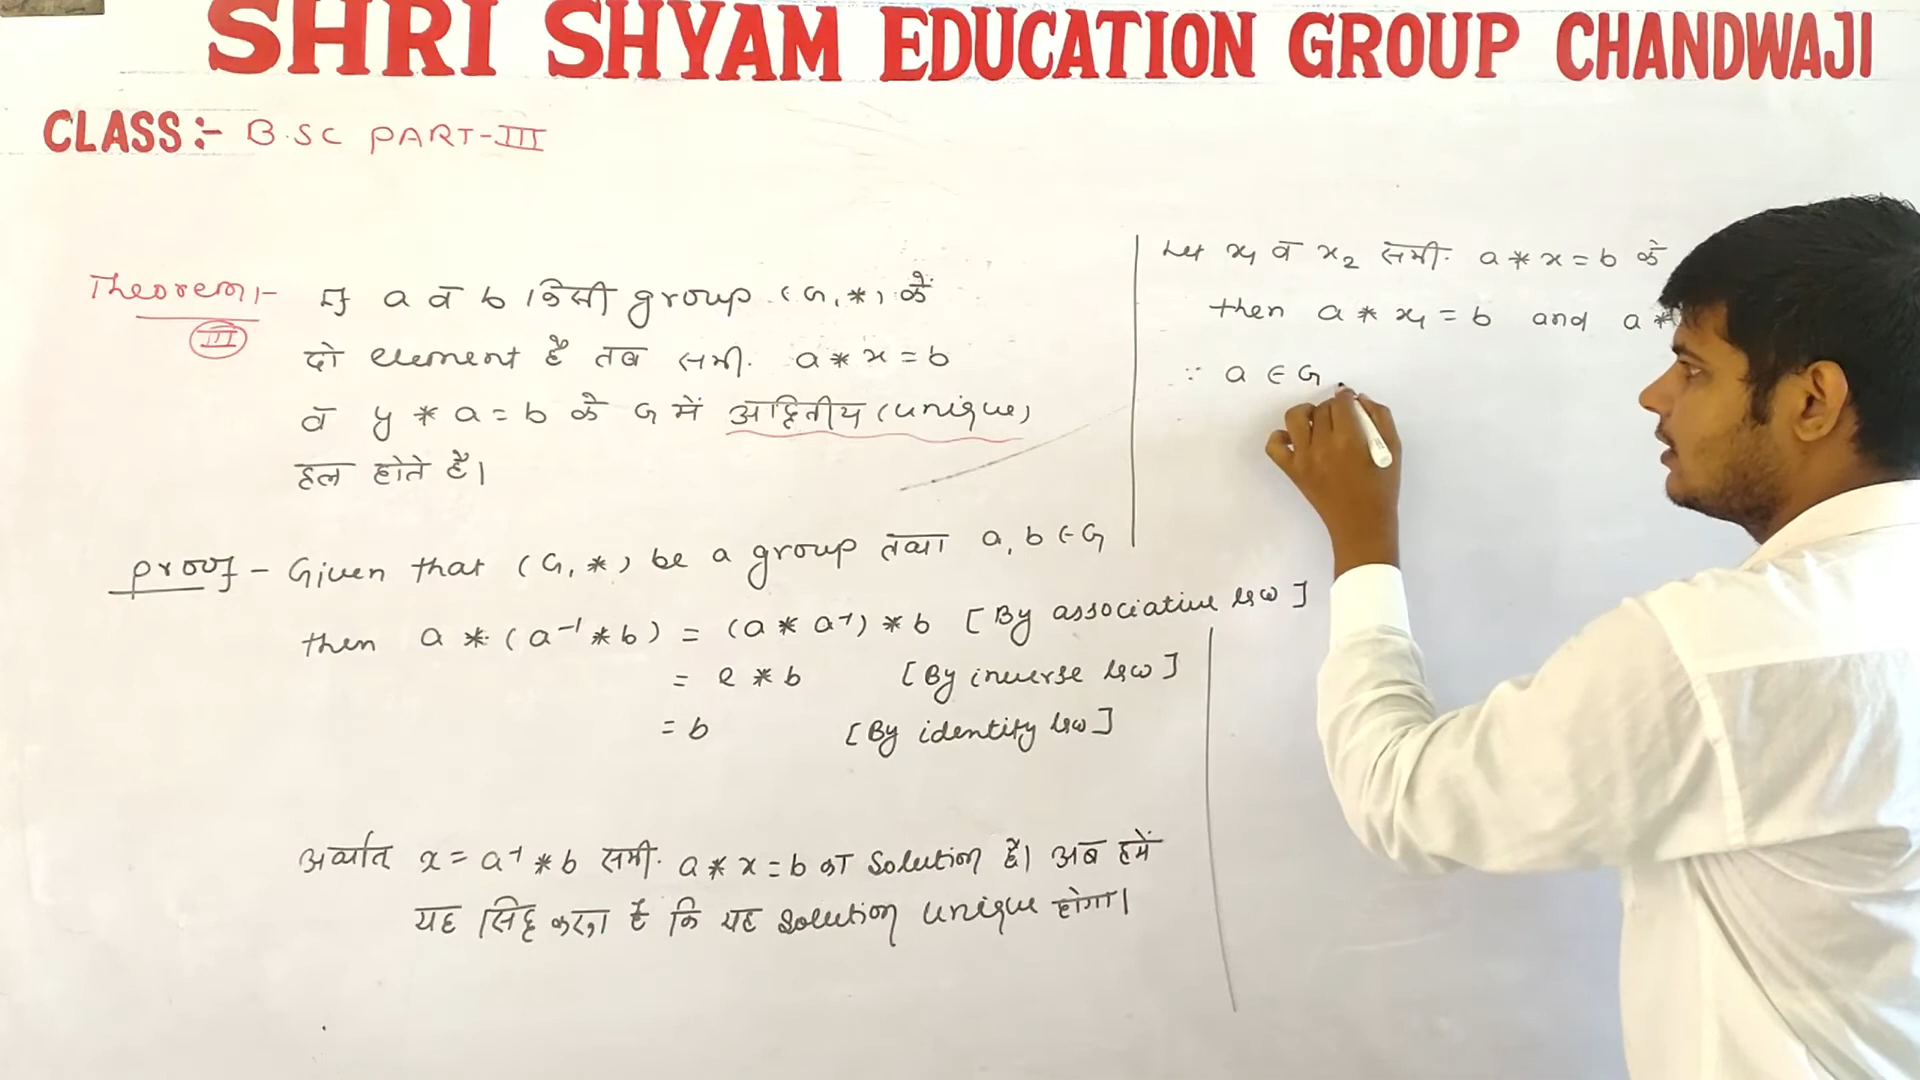 SHRI SHYAM EDUCATION GROUP CHANDWAJI
CLASS:- B.SC PART-III
Theorem:- If a व b किसी group (G, *) के
III
दो element है तब समी. a * x = b
व y * a = b के G में अद्वितीय (unique)
हल होते है।
proof - Given that (G, *) be a group तथा a, b ∈ G
then a * (a⁻¹ * b) = (a * a⁻¹) * b [By associative law]
= e * b [By inverse law]
= b [By identity law]
अर्थात x = a⁻¹ * b समी. a * x = b का solution है। अब हमें
यह सिद्ध करना है कि यह solution unique होगा।
Let x₁ व x₂ समी. a * x = b के
then a * x₁ = b and a *
∵ a ∈ G